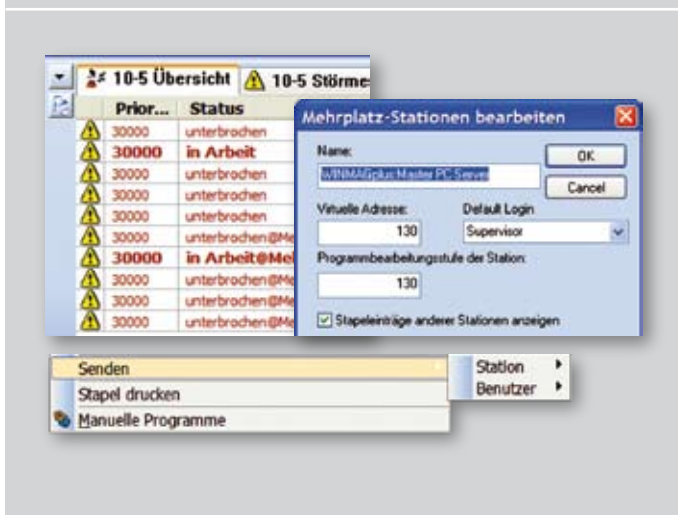 10-5 Übersicht 10-5 Störme
Prior... Status
30000 unterbrochen
30000 in Arbeit
30000 unterbrochen
30000 unterbrochen
30000 unterbrochen
30000 unterbrochen@Me
30000 in Arbeit@Mel
30000 unterbrochen@Me
30000 unterbrochen@Me
30000 unterbrochen@Me
Mehrplatz-Stationen bearbeiten
Name:
WINMAGplus Master PC Server
OK
Cancel
Virtuelle Adresse: Default Login
130 Supervisor
Programmbearbeitungsstufe der Station:
130
Stapeleinträge anderer Stationen anzeigen
Senden
Stapel drucken
Manuelle Programme
Station
Benutzer